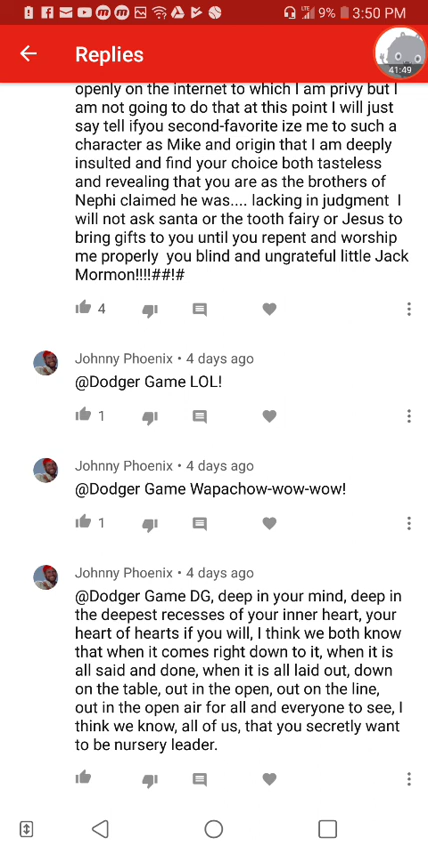 9% 3:50 PM
Replies
41:49
openly on the internet to which I am privy but I
am not going to do that at this point I will just
say tell ifyou second-favorite ize me to such a
character as Mike and origin that I am deeply
insulted and find your choice both tasteless
and revealing that you are as the brothers of
Nephi claimed he was.... lacking in judgment I
will not ask santa or the tooth fairy or Jesus to
bring gifts to you until you repent and worship
me properly you blind and ungrateful little Jack
Mormon!!!!##!#
4
Johnny Phoenix • 4 days ago
@Dodger Game LOL!
1
Johnny Phoenix • 4 days ago
@Dodger Game Wapachow-wow-wow!
1
Johnny Phoenix • 4 days ago
@Dodger Game DG, deep in your mind, deep in
the deepest recesses of your inner heart, your
heart of hearts if you will, I think we both know
that when it comes right down to it, when it is
all said and done, when it is all laid out, down
on the table, out in the open, out on the line,
out in the open air for all and everyone to see, I
think we know, all of us, that you secretly want
to be nursery leader.